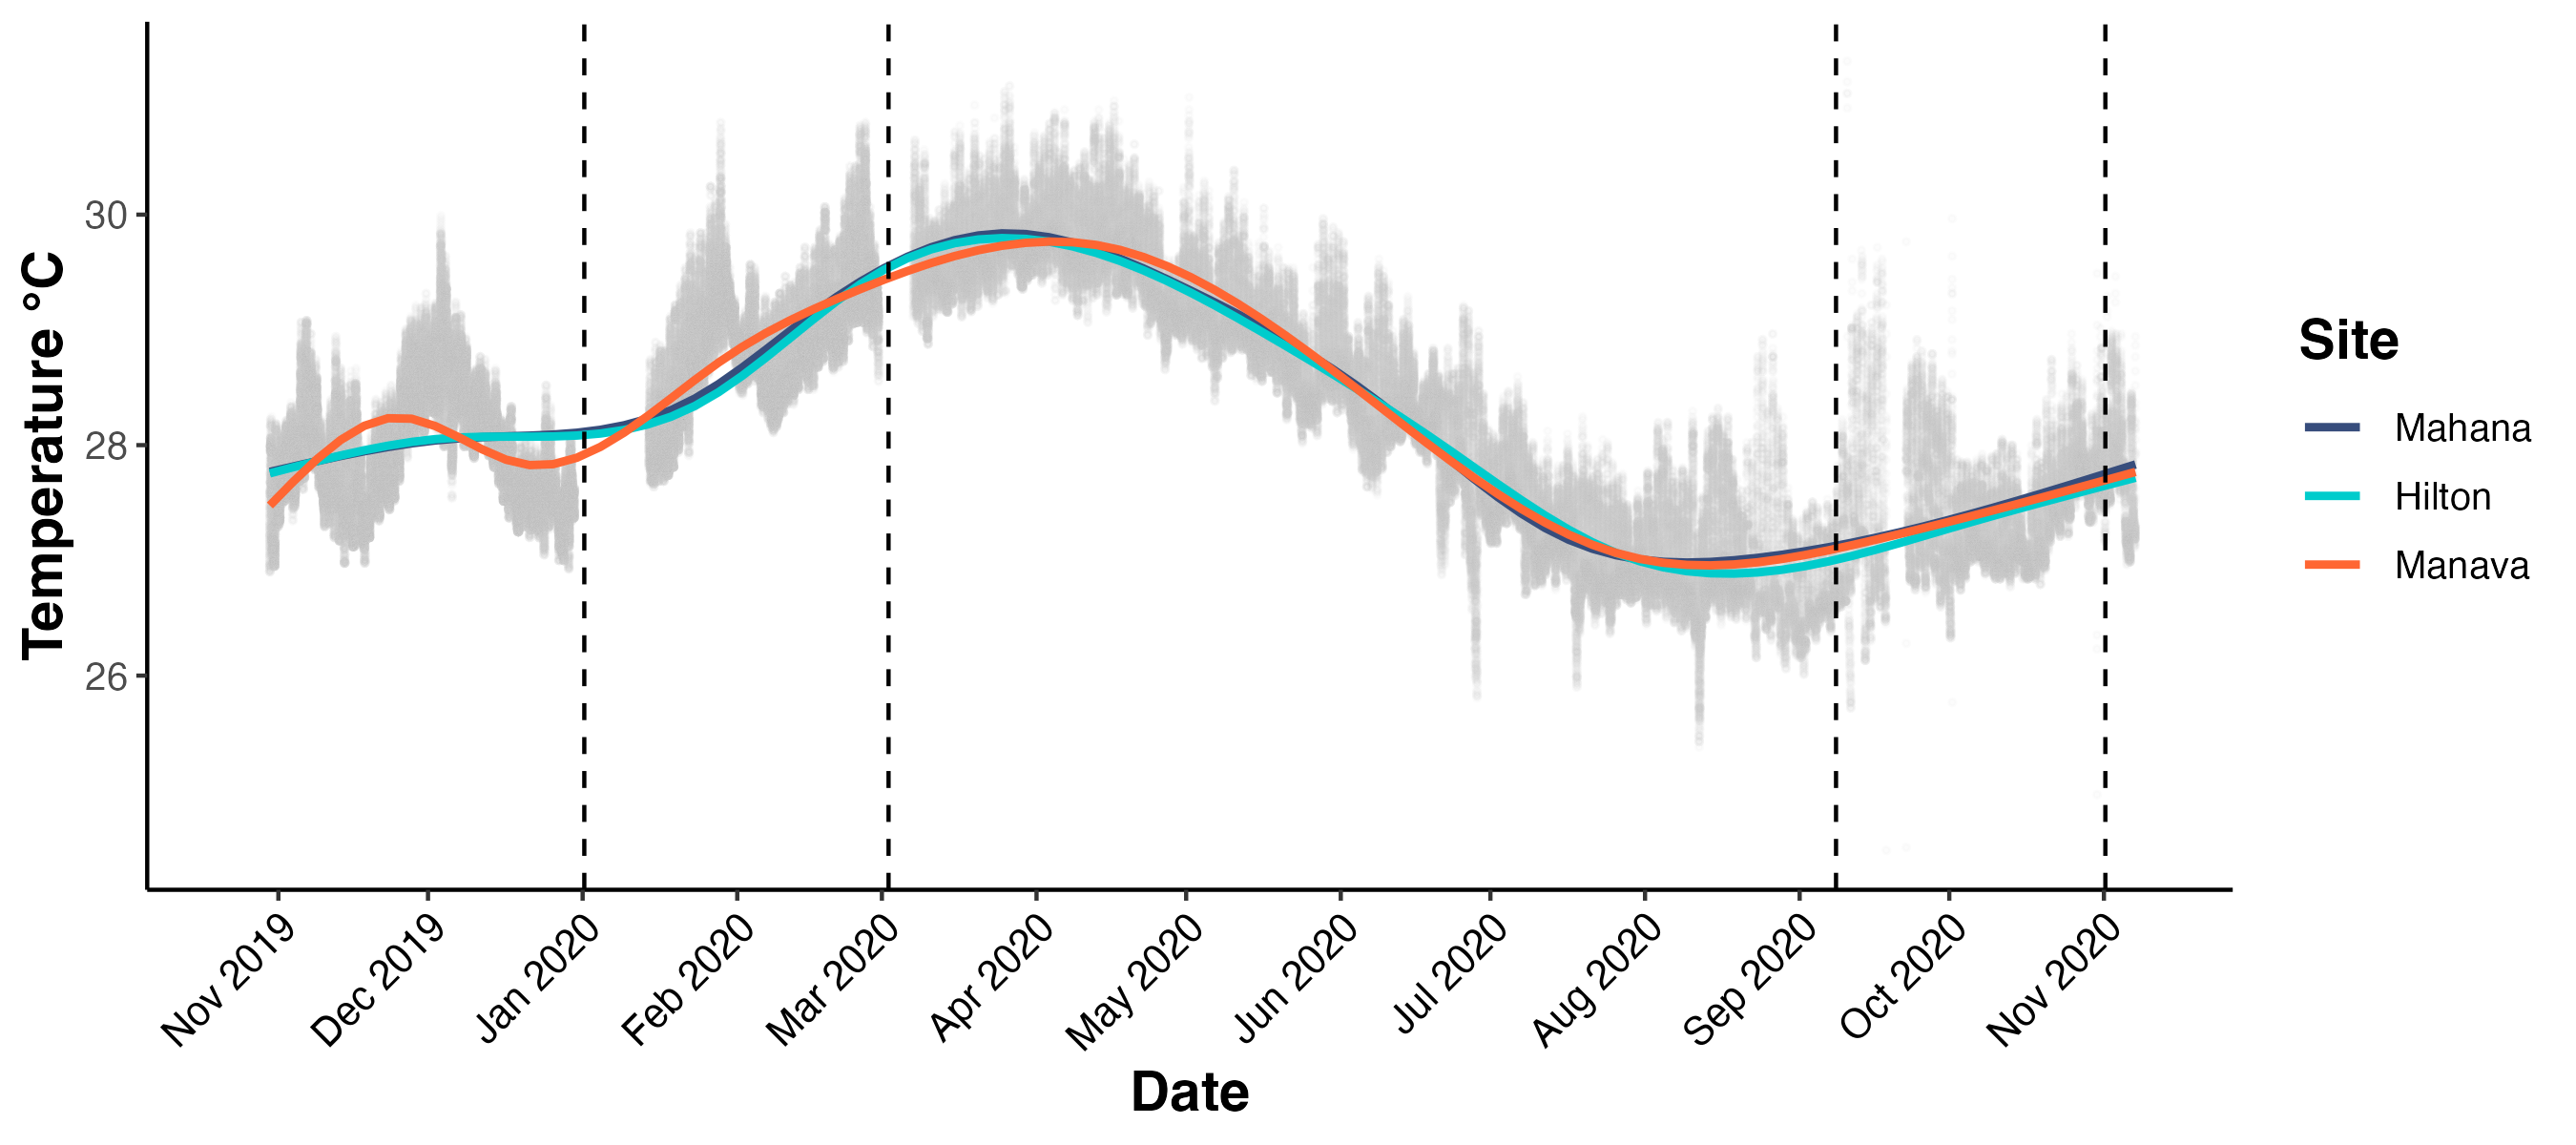 Temperature °C
30
28
26
Nov 2019
Dec 2019
Jan 2020
Feb 2020
Mar 2020
Apr 2020
May 2020
Jun 2020
Jul 2020
Aug 2020
Sep 2020
Oct 2020
Nov 2020
Date
Site
Mahana
Hilton
Manava